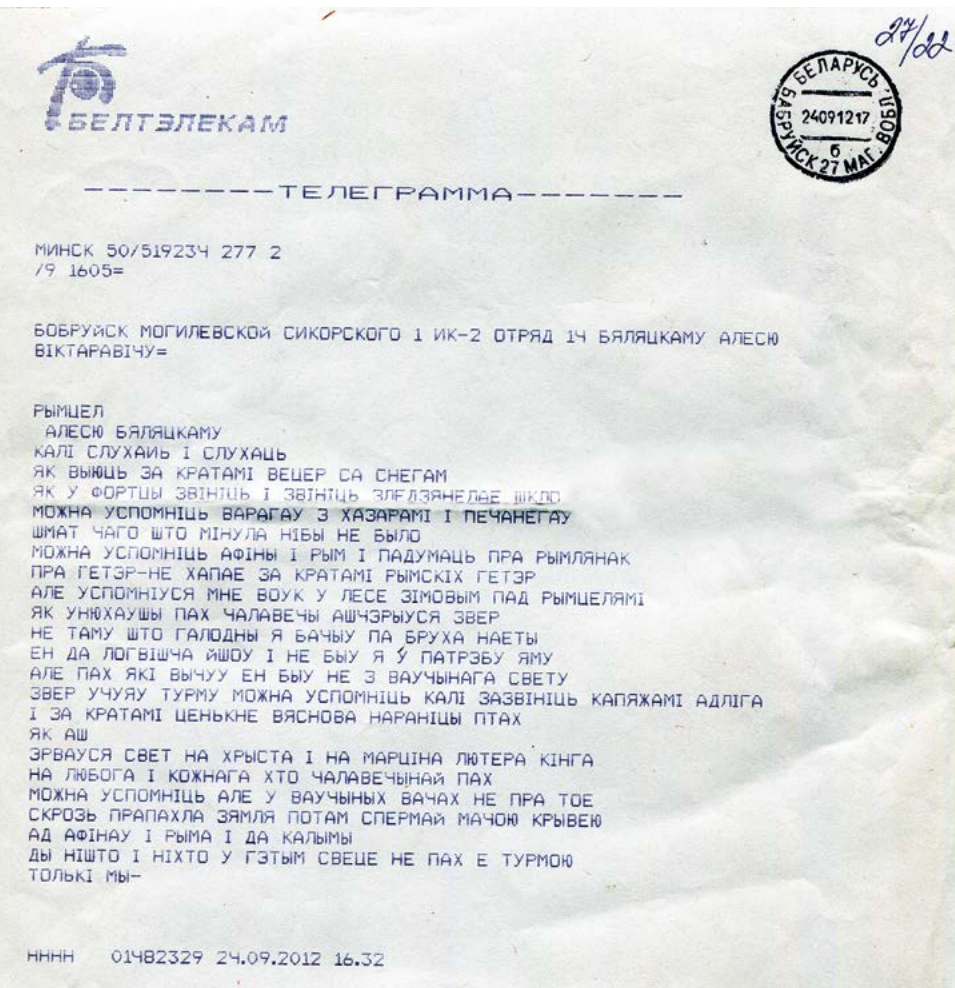 27/22
БЕЛТЭЛЕКАМ
БЕЛАРУСЬ
24091217
б
БАБРУЙСК 27 МАГ. ВОБЛ.
---------ТЕЛЕГРАММА-------
МИНСК 50/519234 277 2
/9 1605=
БОБРУЙСК МОГИЛЕВСКОЙ СИКОРСКОГО 1 ИК-2 ОТРЯД 14 БЯЛЯЦКАМУ АЛЕСЮ
ВІКТАРАВІЧУ=
РЫМЦЕЛ
АЛЕСЮ БЯЛЯЦКАМУ
КАЛІ СЛУХАИЬ І СЛУХАЦЬ
ЯК ВЫЮЦЬ ЗА КРАТАМІ ВЕЦЕР СА СНЕГАМ
ЯК У ФОРТЦЫ ЗВІНІЦЬ І ЗВІНІЦЬ ЗЛЕДЗЯНЕЛАЕ ШКЛО
МОЖНА УСПОМНІЦЬ ВАРАГАУ З ХАЗАРАМІ І ПЕЧАНЕГАУ
ШМАТ ЧАГО ШТО МІНУЛА НІБЫ НЕ БЫЛО
МОЖНА УСПОМНІЦЬ АФІНЫ І РЫМ І ПАДУМАЦЬ ПРА РЫМЛЯНАК
ПРА ГЕТЭР-НЕ ХАПАЕ ЗА КРАТАМІ РЫМСКІХ ГЕТЭР
АЛЕ УСПОМНІУСЯ МНЕ ВОУК У ЛЕСЕ ЗІМОВЫМ ПАД РЫМЦЕЛЯМІ
ЯК УНЮХАУШЫ ПАХ ЧАЛАВЕЧЫ АШЧЭРЫУСЯ ЗВЕР
НЕ ТАМУ ШТО ГАЛОДНЫ Я БАЧЫУ ПА БРУХА НАЕТЫ
ЕН ДА ЛОГВІШЧА ЙШОУ І НЕ БЫУ Я У ПАТРЭБУ ЯМУ
АЛЕ ПАХ ЯКІ ВЫЧУУ ЕН БЫУ НЕ З ВАУЧЫНАГА СВЕТУ
ЗВЕР УЧУЯУ ТУРМУ МОЖНА УСПОМНІЦЬ КАЛІ ЗАЗВІНІЦЬ КАПЯЖАМІ АДЛІГА
І ЗА КРАТАМІ ЦЕНЬКНЕ ВЯСНОВА НАРАНІЦЫ ПТАХ
ЯК АШ
ЗРВАУСЯ СВЕТ НА ХРЫСТА І НА МАРЦІНА ЛЮТЕРА КІНГА
НА ЛЮБОГА І КОЖНАГА ХТО ЧАЛАВЕЧЫНАЙ ПАХ
МОЖНА УСПОМНІЦЬ АЛЕ У ВАУЧЫНЫХ ВАЧАХ НЕ ПРА ТОЕ
СКРОЗЬ ПРАПАХЛА ЗЯМЛЯ ПОТАМ СПЕРМАЙ МАЧОЮ КРЫВЕЮ
АД АФІНАУ І РЫМА І ДА КАЛЫМЫ
ДЫ НІШТО І НІХТО У ГЭТЫМ СВЕЦЕ НЕ ПАХ Е ТУРМОЮ
ТОЛЬКІ МЫ-
НННН 01482329 24.09.2012 16.32